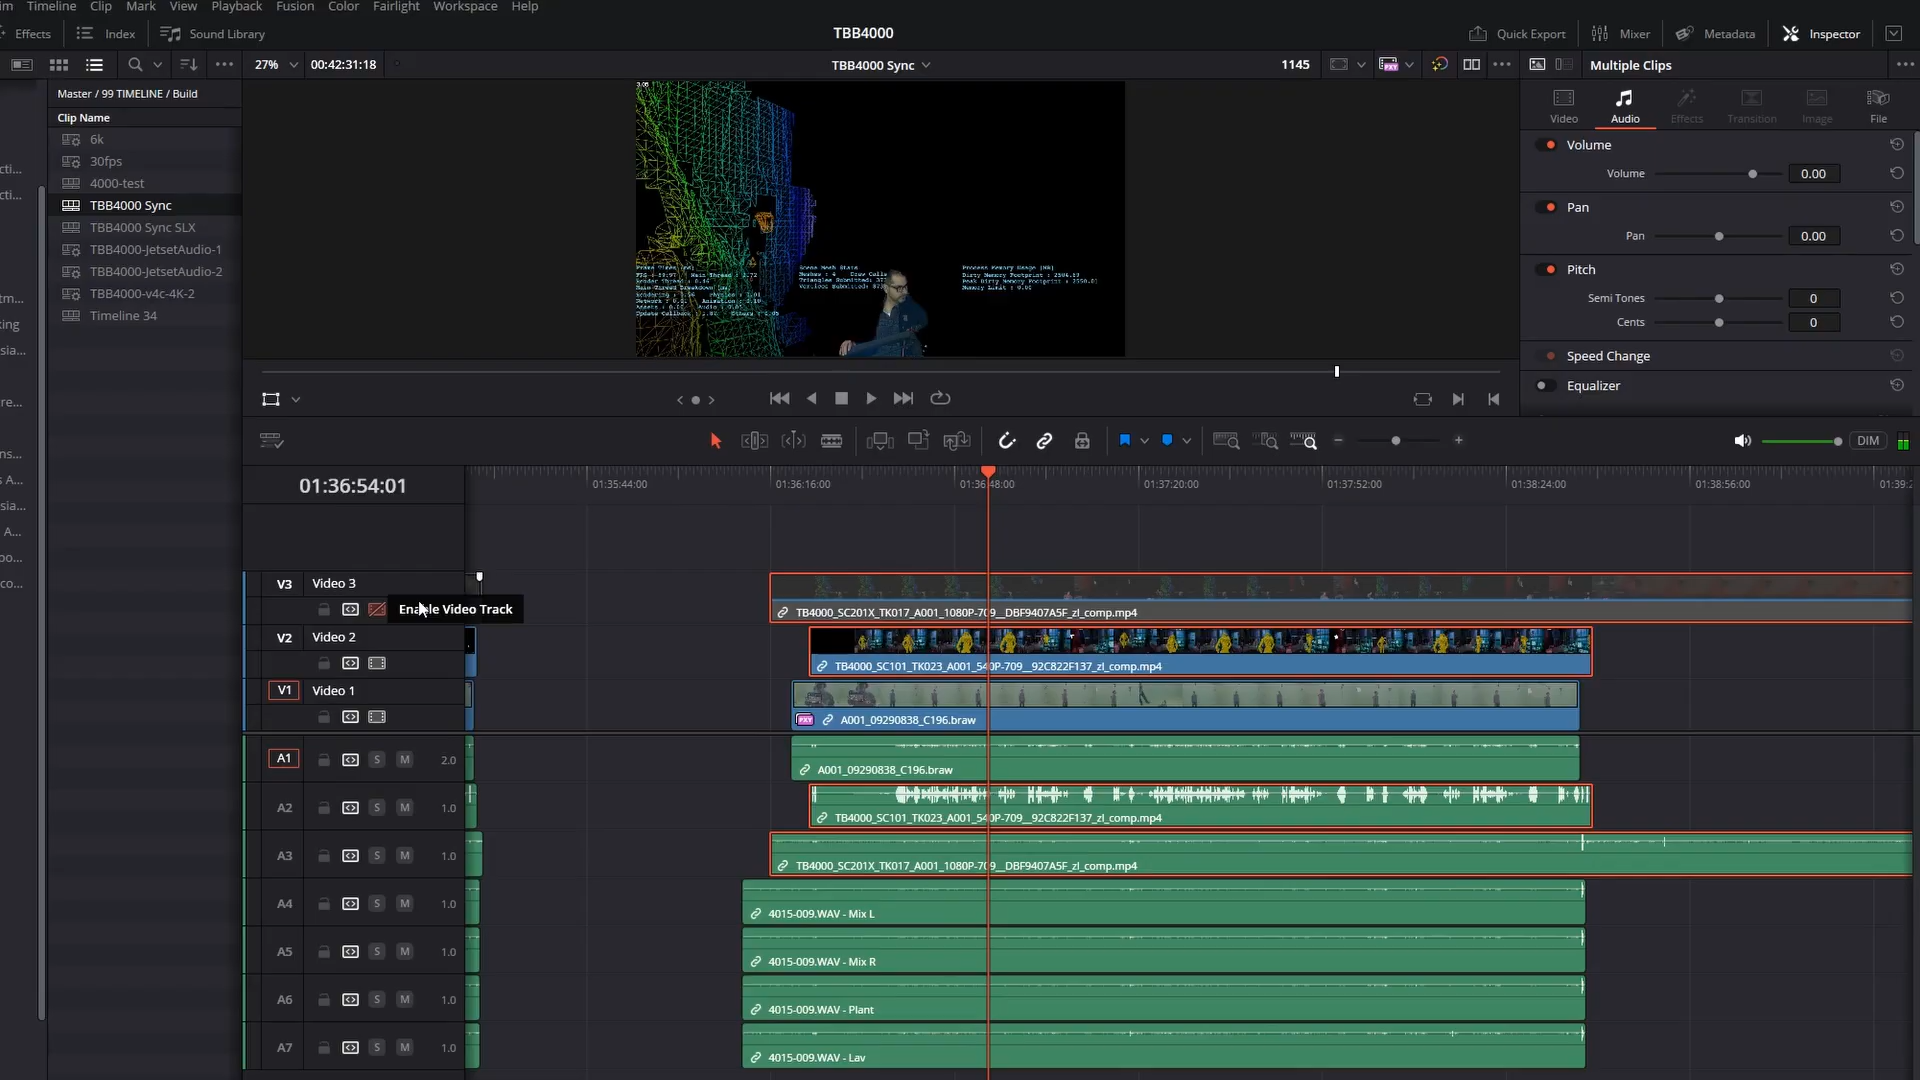 Timeline Clip Mark View Playback Fusion Color Fairlight Workspace Help
Effects Index Sound Library
TBB4000
Quick Export Mixer Metadata Inspector
27% 00:42:31:18
TBB4000 Sync
1145
Multiple Clips
Master / 99 TIMELINE / Build
Clip Name
6k
30fps
4000-test
TBB4000 Sync
TBB4000 Sync SLX
TBB4000-JetsetAudio-1
TBB4000-JetsetAudio-2
TBB4000-v4c-4K-2
Timeline 34
Video Audio Effects Transition Image File
Volume
Volume 0.00
Pan
Pan 0.00
Pitch
Semi Tones 0
Cents 0
Speed Change
Equalizer
DIM
01:36:54:01
01:35:44:00 01:36:16:00 01:36:48:00 01:37:20:00 01:37:52:00 01:38:24:00 01:38:56:00
V3 Video 3
Enable Video Track
TB4000_SC201X_TK017_A001_1080P-709__DBF9407A5F_zl_comp.mp4
V2 Video 2
TB4000_SC101_TK023_A001_540P-709__92C822F137_zl_comp.mp4
V1 Video 1
PXY A001_09290838_C196.braw
A1 S M 2.0
A001_09290838_C196.braw
A2 S M 1.0
TB4000_SC101_TK023_A001_540P-709__92C822F137_zl_comp.mp4
A3 S M 1.0
TB4000_SC201X_TK017_A001_1080P-709__DBF9407A5F_zl_comp.mp4
A4 S M 1.0
4015-009.WAV - Mix L
A5 S M 1.0
4015-009.WAV - Mix R
A6 S M 1.0
4015-009.WAV - Plant
A7 S M 1.0
4015-009.WAV - Lav